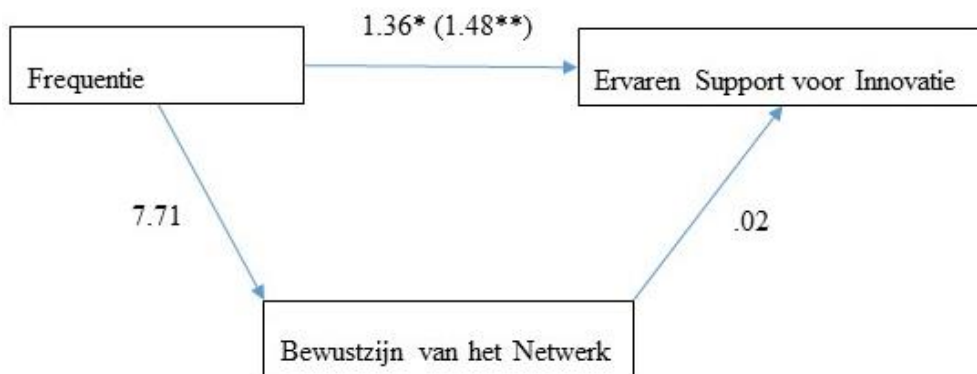 1.36* (1.48**)
Frequentie
Ervaren Support voor Innovatie
7.71
.02
Bewustzijn van het Netwerk